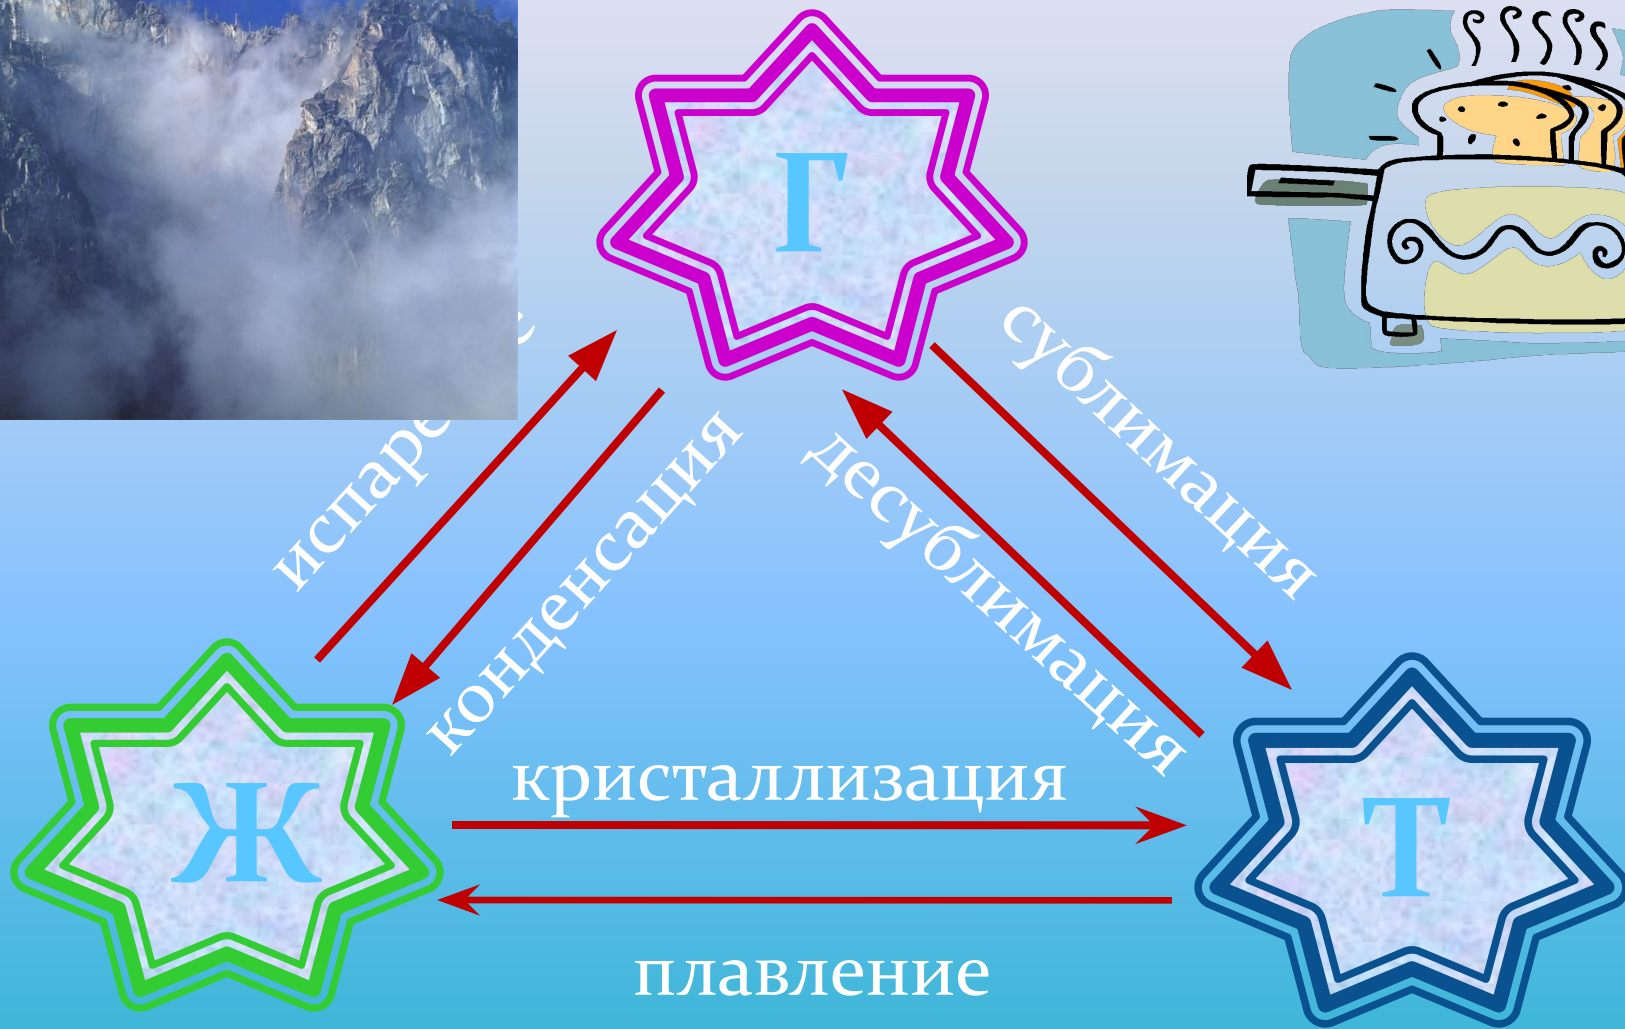 Г
сублимация
десублимация
конденсация
Ж
кристаллизация
Т
плавление